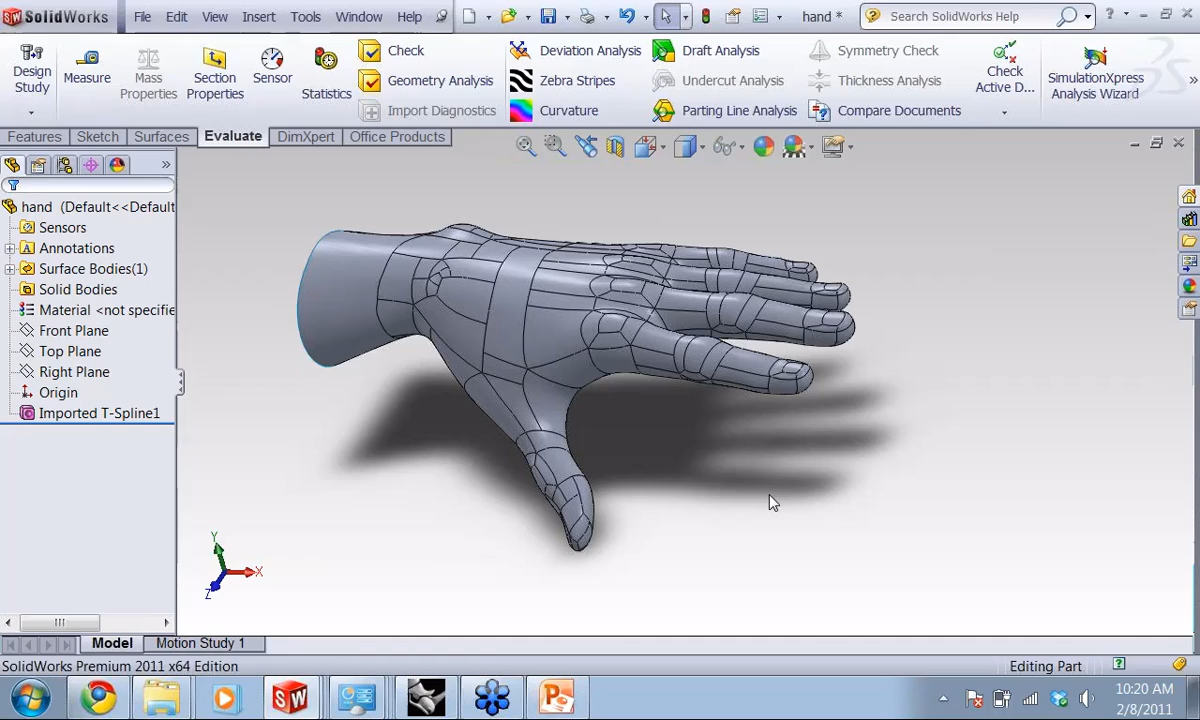 SolidWorks File Edit View Insert Tools Window Help hand * Search SolidWorks Help
Design Study
Measure
Mass Properties
Section Properties
Sensor
Statistics
Check
Geometry Analysis
Import Diagnostics
Deviation Analysis
Zebra Stripes
Curvature
Draft Analysis
Undercut Analysis
Parting Line Analysis
Symmetry Check
Thickness Analysis
Compare Documents
Check Active D...
SimulationXpress Analysis Wizard
Features Sketch Surfaces Evaluate DimXpert Office Products
hand (Default<<Default
Sensors
Annotations
Surface Bodies(1)
Solid Bodies
Material <not specifie
Front Plane
Top Plane
Right Plane
Origin
Imported T-Spline1
Y
X
Z
Model Motion Study 1
SolidWorks Premium 2011 x64 Edition Editing Part
10:20 AM
2/8/2011